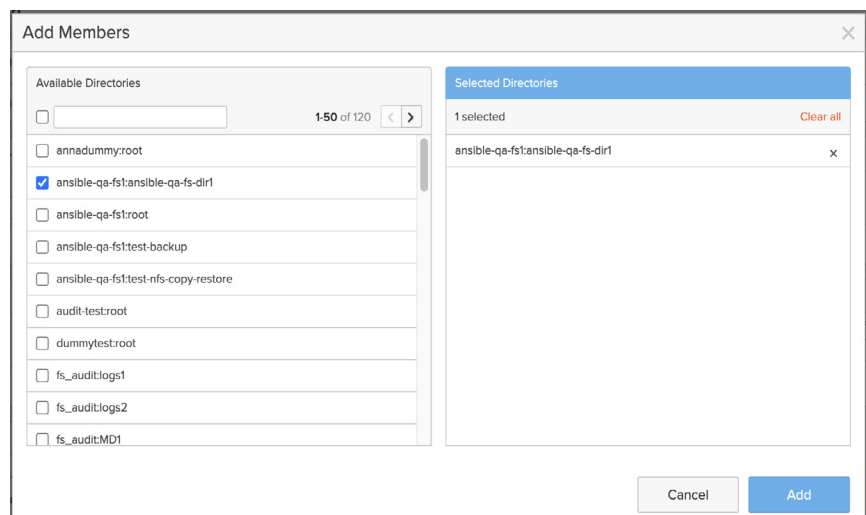 Add Members
Available Directories
1-50 of 120
annadummy:root
ansible-qa-fs1:ansible-qa-fs-dir1
ansible-qa-fs1:root
ansible-qa-fs1:test-backup
ansible-qa-fs1:test-nfs-copy-restore
audit-test:root
dummytest:root
fs_audit:logs1
fs_audit:logs2
fs_audit:MD1
Selected Directories
1 selected Clear all
ansible-qa-fs1:ansible-qa-fs-dir1 x
Cancel Add